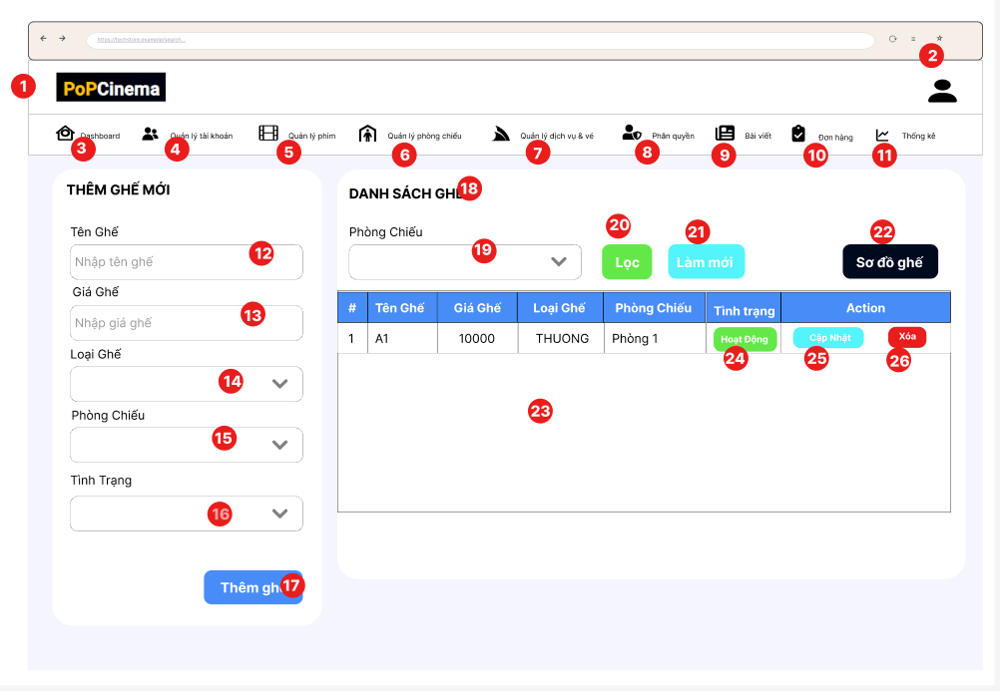 https://techstore.example/search...
2
1
PoPCinema
Dashboard
Quản lý tài khoản
Quản lý phim
Quản lý phòng chiếu
Quản lý dịch vụ & vé
Phân quyền
Bài viết
Đơn hàng
Thống kê
3
4
5
6
7
8
9
10
11
THÊM GHẾ MỚI
Tên Ghế
Nhập tên ghế
12
Giá Ghế
Nhập giá ghế
13
Loại Ghế
14
Phòng Chiếu
15
Tình Trạng
16
Thêm ghế
17
DANH SÁCH GHẾ
18
Phòng Chiếu
19
20
Lọc
21
Làm mới
22
Sơ đồ ghế
# Tên Ghế Giá Ghế Loại Ghế Phòng Chiếu Tình trạng Action
1 A1 10000 THUONG Phòng 1 Hoạt Động Cập Nhật Xóa
24
25
26
23